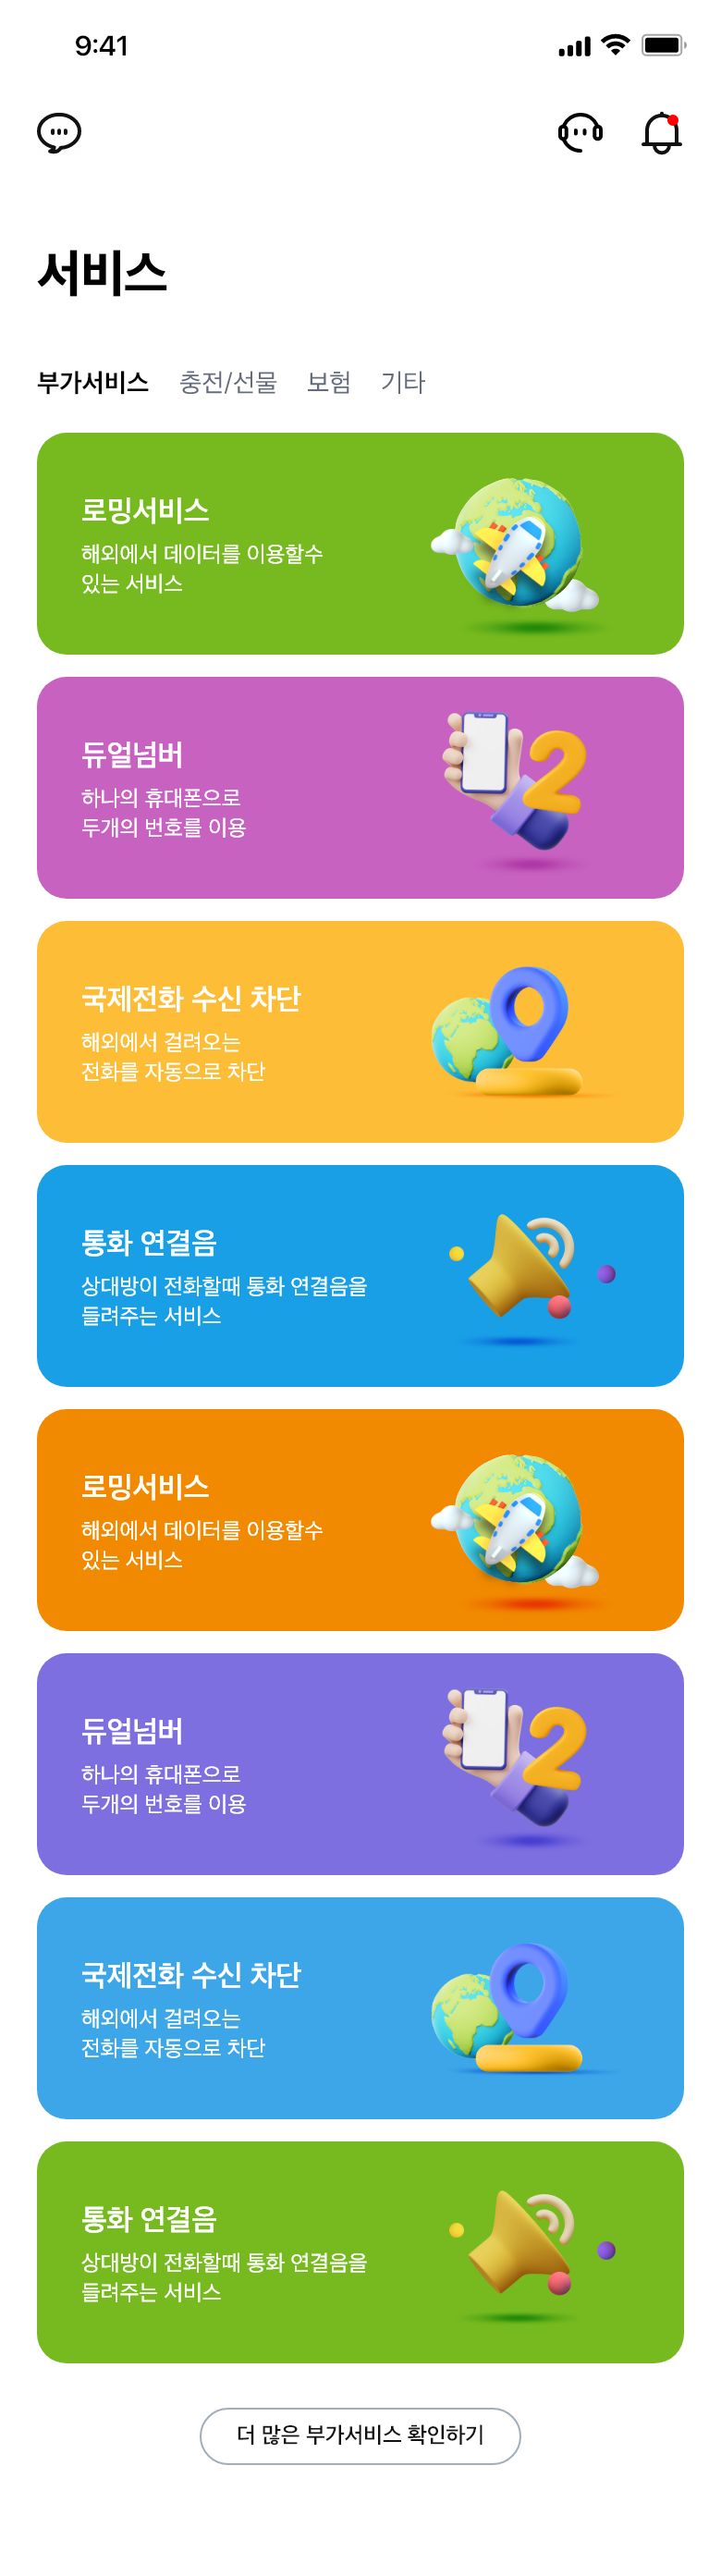 9:41
서비스
부가서비스 충전/선물 보험 기타
로밍서비스
해외에서 데이터를 이용할수
있는 서비스
듀얼넘버
하나의 휴대폰으로
두개의 번호를 이용
2
국제전화 수신 차단
해외에서 걸려오는
전화를 자동으로 차단
통화 연결음
상대방이 전화할때 통화 연결음을
들려주는 서비스
로밍서비스
해외에서 데이터를 이용할수
있는 서비스
듀얼넘버
하나의 휴대폰으로
두개의 번호를 이용
2
국제전화 수신 차단
해외에서 걸려오는
전화를 자동으로 차단
통화 연결음
상대방이 전화할때 통화 연결음을
들려주는 서비스
더 많은 부가서비스 확인하기